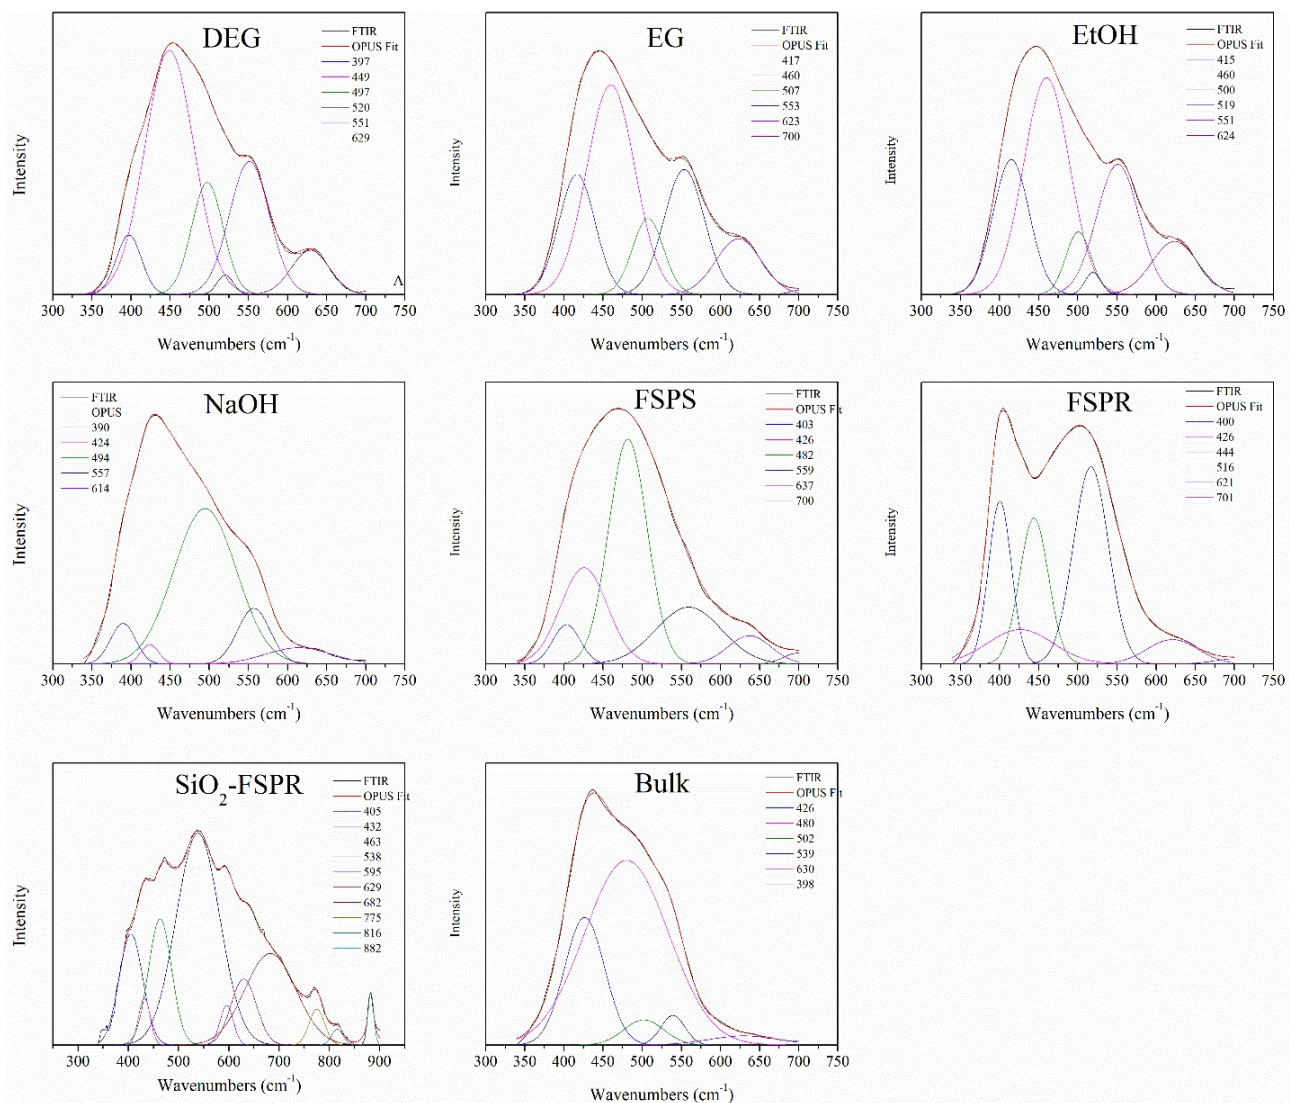 DEG
FTIR
OPUS Fit
397
449
497
520
551
629
A
Intensity
300 350 400 450 500 550 600 650 700 750
Wavenumbers (cm⁻¹)
EG
FTIR
OPUS Fit
417
460
507
553
623
700
Intensity
300 350 400 450 500 550 600 650 700 750
Wavenumbers (cm⁻¹)
EtOH
FTIR
OPUS Fit
415
460
500
519
551
624
Intensity
300 350 400 450 500 550 600 650 700 750
Wavenumbers (cm⁻¹)
NaOH
FTIR
OPUS
390
424
494
557
614
Intensity
300 350 400 450 500 550 600 650 700 750
Wavenumbers (cm⁻¹)
FSPS
FTIR
OPUS Fit
403
426
482
559
637
700
Intensity
300 350 400 450 500 550 600 650 700 750
Wavenumbers (cm⁻¹)
FSPR
FTIR
OPUS Fit
400
426
444
516
621
701
Intensity
300 350 400 450 500 550 600 650 700 750
Wavenumbers (cm⁻¹)
SiO₂-FSPR
FTIR
OPUS Fit
405
432
463
538
595
629
682
775
816
882
Intensity
300 400 500 600 700 800 900
Wavenumbers (cm⁻¹)
Bulk
FTIR
OPUS Fit
426
480
502
539
630
398
Intensity
300 350 400 450 500 550 600 650 700 750
Wavenumbers (cm⁻¹)